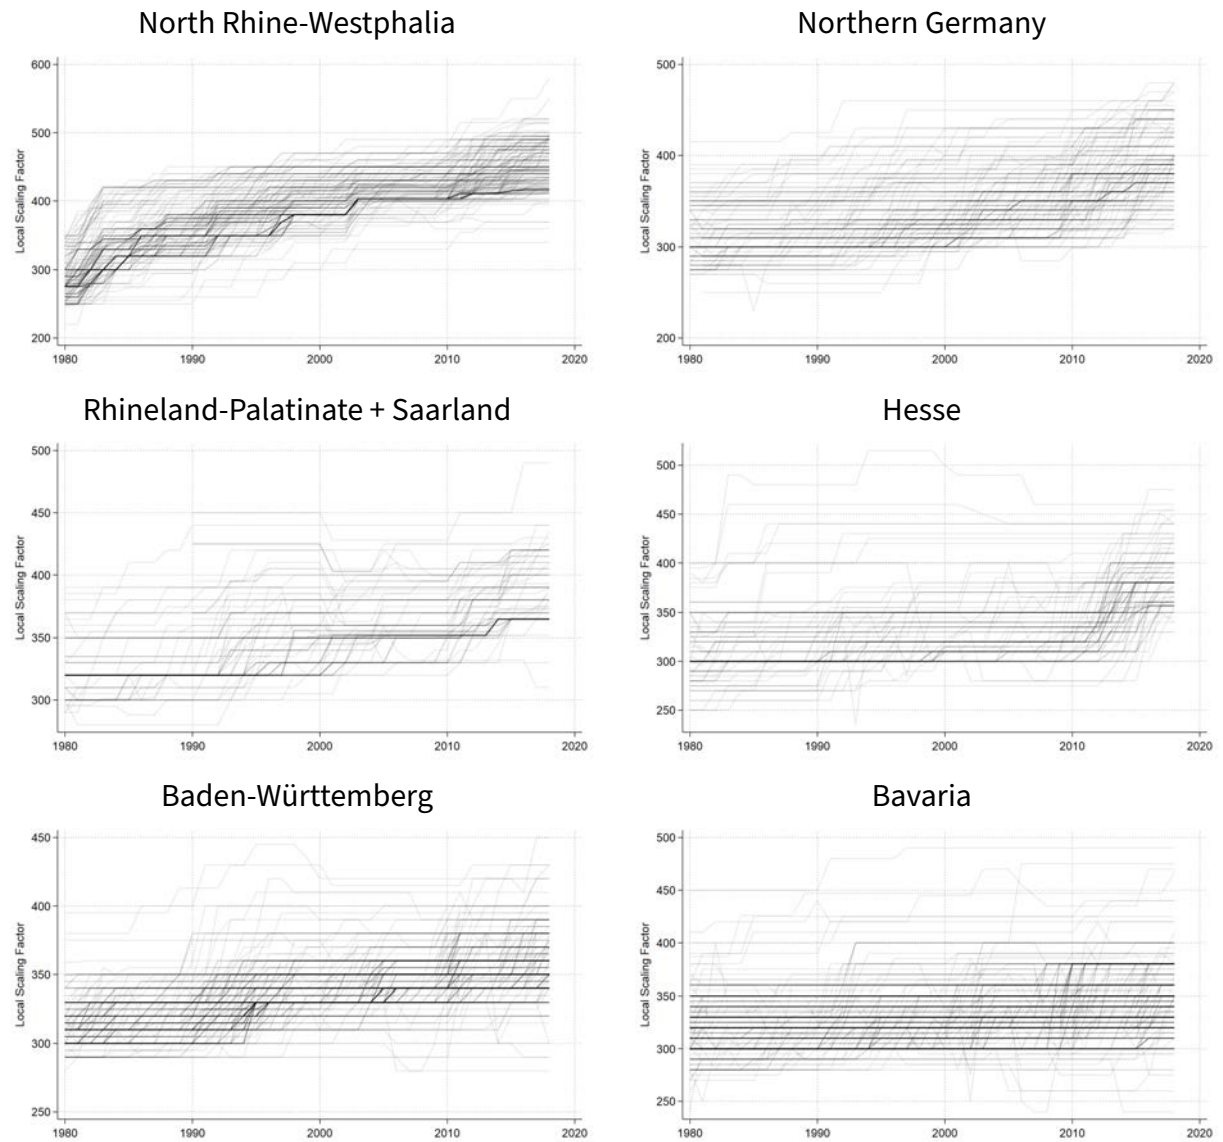 North Rhine-Westphalia
600
500
400
300
200
Local Scaling Factor
1980 1990 2000 2010 2020
Northern Germany
500
400
300
200
Local Scaling Factor
1980 1990 2000 2010 2020
Rhineland-Palatinate + Saarland
500
450
400
350
300
Local Scaling Factor
1980 1990 2000 2010 2020
Hesse
500
450
400
350
300
250
Local Scaling Factor
1980 1990 2000 2010 2020
Baden-Württemberg
450
400
350
300
250
Local Scaling Factor
1980 1990 2000 2010 2020
Bavaria
500
450
400
350
300
250
Local Scaling Factor
1980 1990 2000 2010 2020